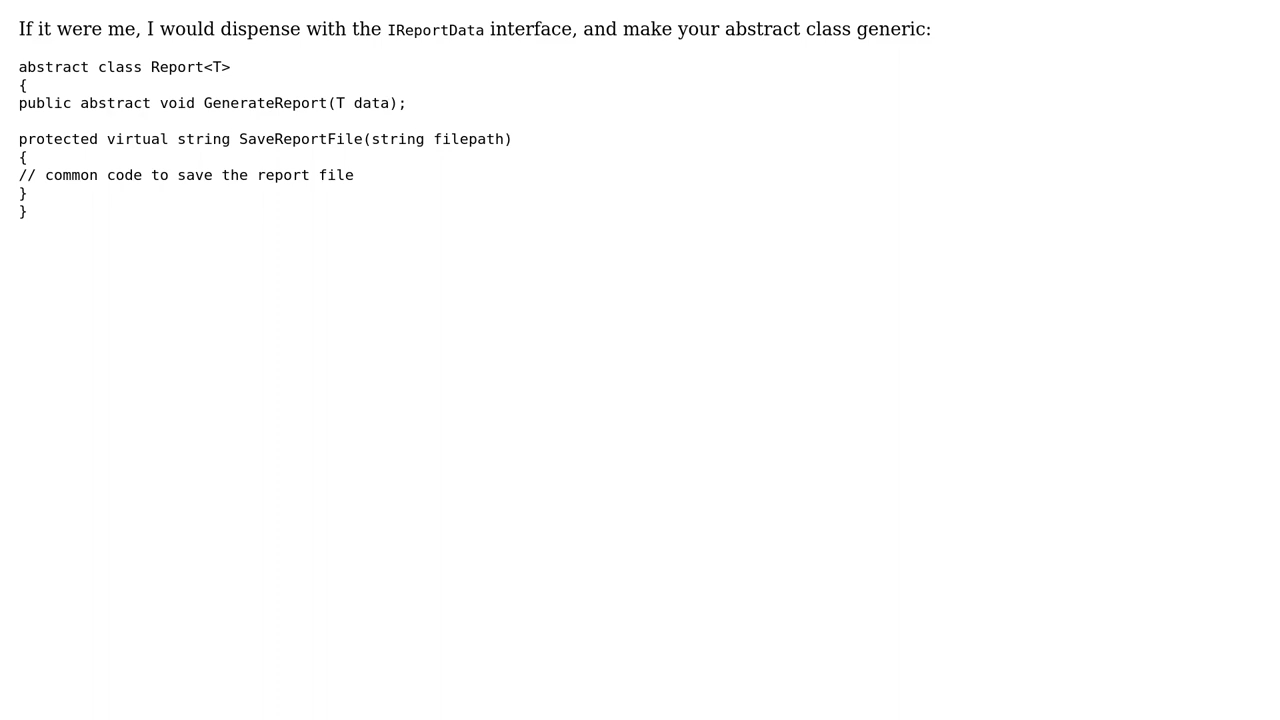 If it were me, I would dispense with the IReportData interface, and make your abstract class generic:
abstract class Report<T>
{
public abstract void GenerateReport(T data);
protected virtual string SaveReportFile(string filepath)
{
// common code to save the report file
}
}